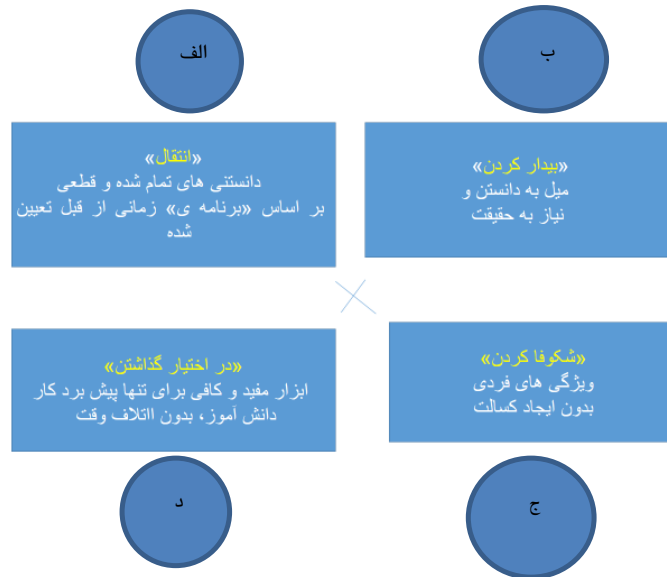 الف
«انتقال»
دانستنی های تمام شده و قطعی
بر اساس «برنامه ی» زمانی از قبل تعیین
شده
ب
«بیدار کردن»
میل به دانستن و
نیاز به حقیقت
«شکوفا کردن»
ویژگی های فردی
بدون ایجاد کسالت
ج
«در اختیار گذاشتن»
ابزار مفید و کافی برای تنها پیش برد کار
دانش آموز، بدون ااتلاف وقت
د